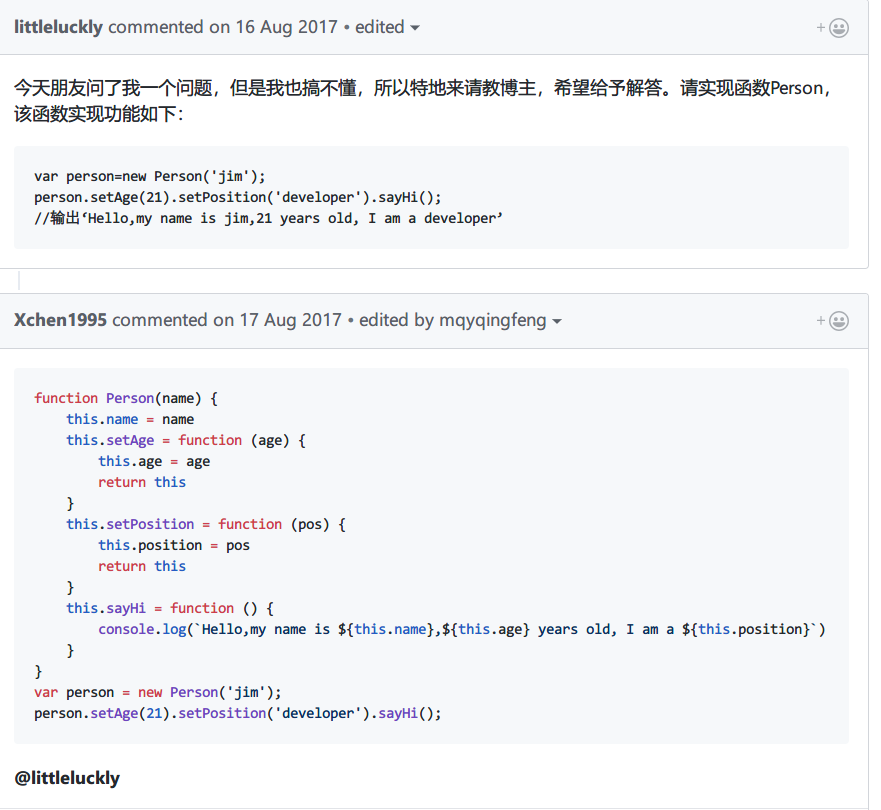 littleluckly commented on 16 Aug 2017 • edited
今天朋友问了我一个问题，但是我也搞不懂，所以特地来请教博主，希望给予解答。请实现函数Person，
该函数实现功能如下：
var person=new Person('jim');
person.setAge(21).setPosition('developer').sayHi();
//输出‘Hello,my name is jim,21 years old, I am a developer’
Xchen1995 commented on 17 Aug 2017 • edited by mqyqingfeng
function Person(name) {
    this.name = name
    this.setAge = function (age) {
        this.age = age
        return this
    }
    this.setPosition = function (pos) {
        this.position = pos
        return this
    }
    this.sayHi = function () {
        console.log(`Hello,my name is ${this.name},${this.age} years old, I am a ${this.position}`)
    }
}
var person = new Person('jim');
person.setAge(21).setPosition('developer').sayHi();
@littleluckly